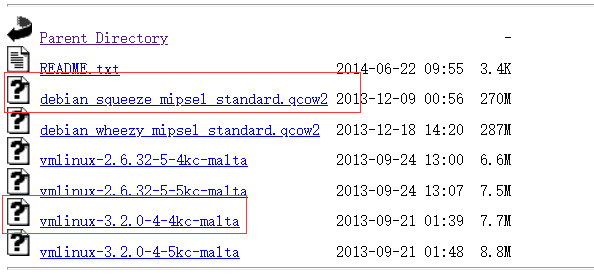 Parent Directory -
README.txt 2014-06-22 09:55 3.4K
debian_squeeze_mipsel_standard.qcow2 2013-12-09 00:56 270M
debian_wheezy_mipsel_standard.qcow2 2013-12-18 14:20 287M
vmlinux-2.6.32-5-4kc-malta 2013-09-24 13:00 6.6M
vmlinux-2.6.32-5-5kc-malta 2013-09-24 13:07 7.5M
vmlinux-3.2.0-4-4kc-malta 2013-09-21 01:39 7.7M
vmlinux-3.2.0-4-5kc-malta 2013-09-21 01:48 8.8M